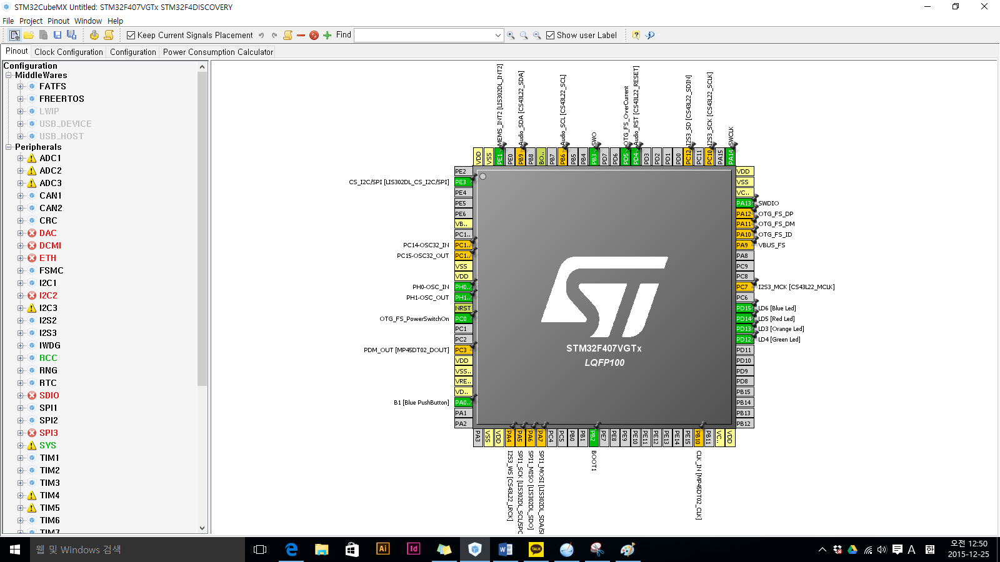 STM32CubeMX Untitled: STM32F407VGTx STM32F4DISCOVERY
File Project Pinout Window Help
Keep Current Signals Placement Find Show user Label
Pinout Clock Configuration Configuration Power Consumption Calculator
Configuration
MiddleWares
FATFS
FREERTOS
LWIP
USB_DEVICE
USB_HOST
Peripherals
ADC1
ADC2
ADC3
CAN1
CAN2
CRC
DAC
DCMI
ETH
FSMC
I2C1
I2C2
I2C3
I2S2
I2S3
IWDG
RCC
RNG
RTC
SDIO
SPI1
SPI2
SPI3
SYS
TIM1
TIM2
TIM3
TIM4
TIM5
TIM6
TIM7
MEMS_INT2 [LIS302DL_INT2]
Audio_SDA [CS43L22_SDA]
Audio_SCL [CS43L22_SCL]
SWO
OTG_FS_OverCurrent
Audio_RST [CS43L22_RESET]
I2S3_SD [CS43L22_SDIN]
I2S3_SCK [CS43L22_SCLK]
SWCLK
VDD
VSS
PE1
PE0
PB9
PB8
BO..
PB7
PB6
PB5
PB4
PB3
PD7
PD6
PD5
PD4
PD3
PD2
PD1
PD0
PC12
PC11
PC10
PA15
PA14
PE2
CS_I2C/SPI [LIS302DL_CS_I2C/SPI] PE3
PE4
PE5
PE6
VB..
PC1..
PC14-OSC32_IN PC1..
PC15-OSC32_OUT PC1..
VSS
VDD
PH0-OSC_IN PH0..
PH1-OSC_OUT PH1..
NRST
OTG_FS_PowerSwitchOn PC0
PC1
PC2
PDM_OUT [MP45DT02_DOUT] PC3
VDD
VSS..
VRE..
VD..
B1 [Blue PushButton] PA0..
PA1
PA2
STM32F407VGTx
LQFP100
VDD
VSS
VC..
PA13 SWDIO
PA12 OTG_FS_DP
PA11 OTG_FS_DM
PA10 OTG_FS_ID
PA9 VBUS_FS
PA8
PC9
PC8
PC7 I2S3_MCK [CS43L22_MCLK]
PC6
PD15 LD6 [Blue Led]
PD14 LD5 [Red Led]
PD13 LD3 [Orange Led]
PD12 LD4 [Green Led]
PD11
PD10
PD9
PD8
PB15
PB14
PB13
PB12
PA3
VSS
VDD
PA4
PA5
PA6
PA7
PC4
PC5
PB0
PB1
PB2
PE7
PE8
PE9
PE10
PE11
PE12
PE13
PE14
PE15
PB10
PB11
VC..
VDD
I2S3_WS [CS43L22_LRCK]
SPI1_SCK [LIS302DL_SCL/SPC
SPI1_MISO [LIS302DL_SDO]
SPI1_MOSI [LIS302DL_SDA/SI
BOOT1
CLK_IN [MP45DT02_CLK]
웹 및 Windows 검색
Ai
Id
TALK
A
한
오전 12:50
2015-12-25